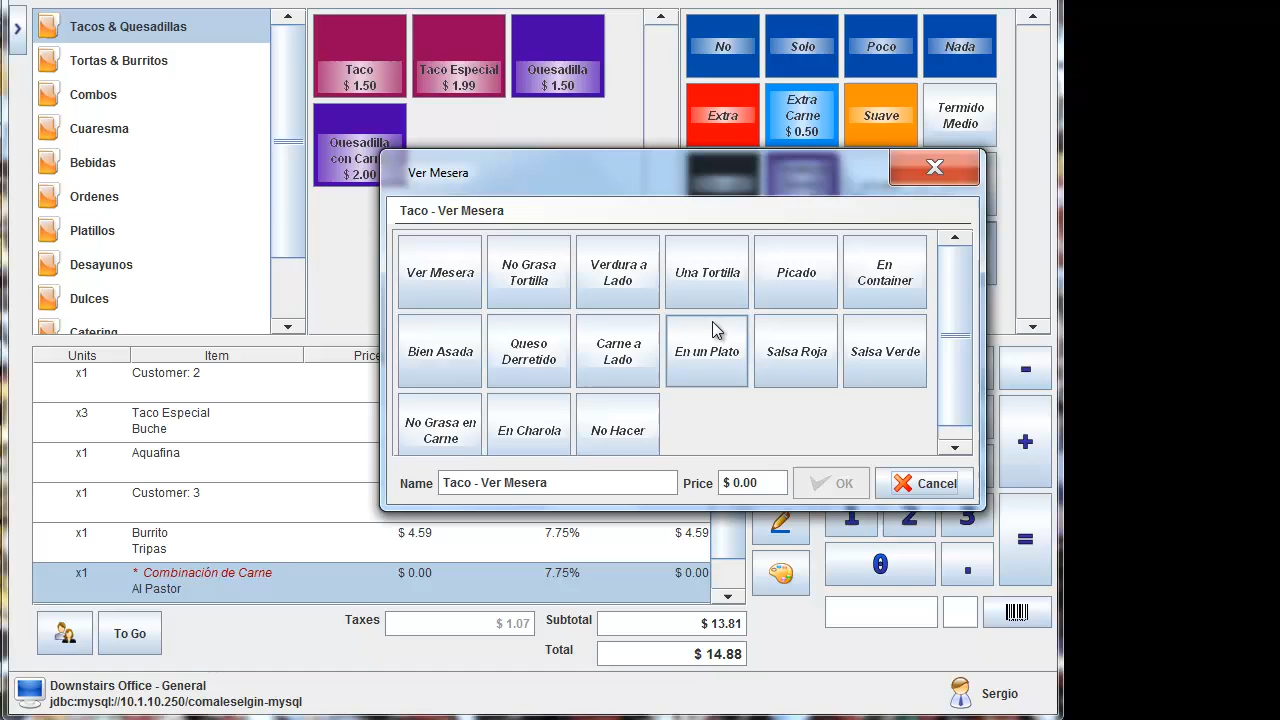 Tacos & Quesadillas
Tortas & Burritos
Combos
Cuaresma
Bebidas
Ordenes
Platillos
Desayunos
Dulces
Catering
Taco
$ 1.50
Taco Especial
$ 1.99
Quesadilla
$ 1.50
Quesadilla
con Carn
$ 2.00
No
Solo
Poco
Nada
Extra
Extra
Carne
$ 0.50
Suave
Termido
Medio
Ver Mesera
Taco - Ver Mesera
Ver Mesera
No Grasa
Tortilla
Verdura a
Lado
Una Tortilla
Picado
En
Container
Bien Asada
Queso
Derretido
Carne a
Lado
En un Plato
Salsa Roja
Salsa Verde
No Grasa en
Carne
En Charola
No Hacer
Name
Taco - Ver Mesera
Price
$ 0.00
OK
Cancel
Units
Item
Price
x1 Customer: 2
x3 Taco Especial
Buche
x1 Aquafina
x1 Customer: 3
x1 Burrito $ 4.59 7.75% $ 4.59
Tripas
x1 * Combinación de Carne $ 0.00 7.75% $ 0.00
Al Pastor
- 
+
1 2 3
=
0 .
To Go
Taxes $ 1.07 Subtotal $ 13.81
Total $ 14.88
Downstairs Office - General
jdbc:mysql://10.1.10.250/comaleselgin-mysql
Sergio